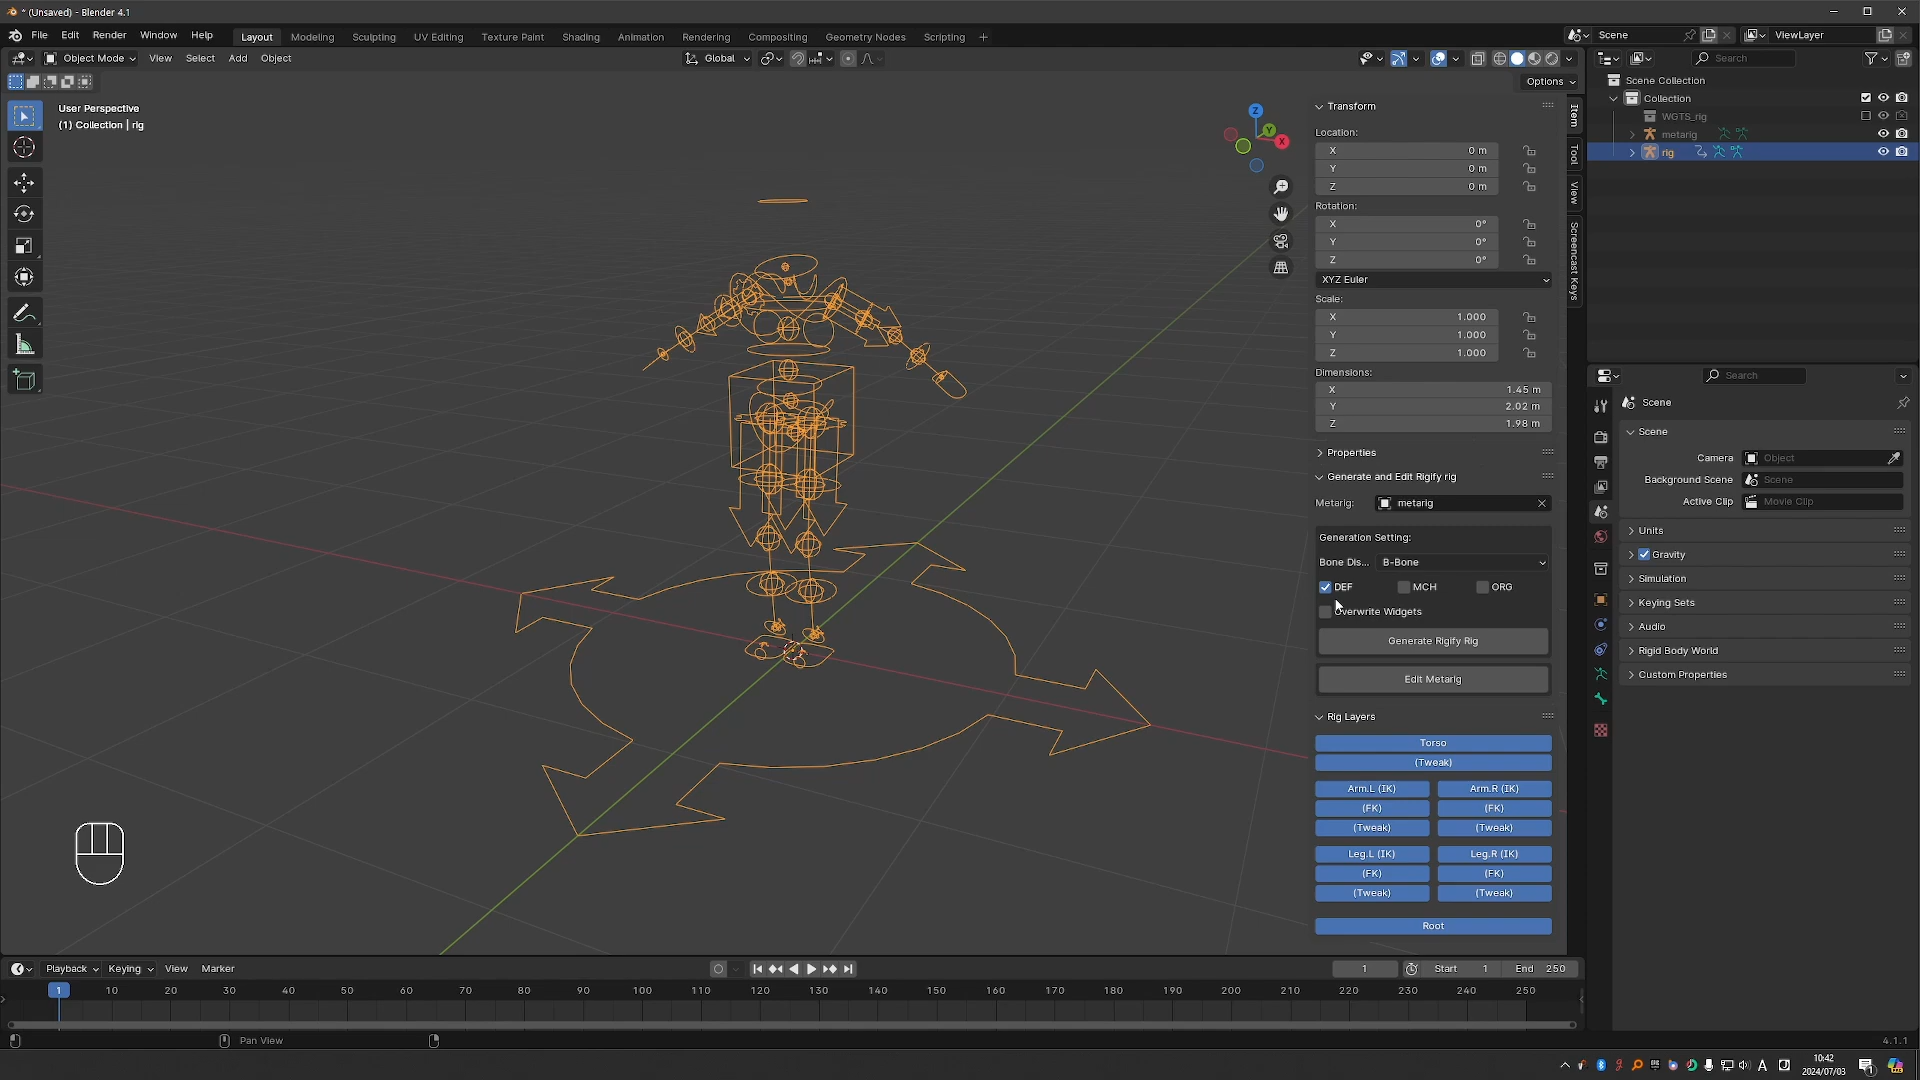 * (Unsaved) - Blender 4.1
File Edit Render Window Help
Layout Modeling Sculpting UV Editing Texture Paint Shading Animation Rendering Compositing Geometry Nodes Scripting
Scene
ViewLayer
Object Mode View Select Add Object
Global
Search
Options
User Perspective
(1) Collection | rig
Z
Y
X
Scene Collection
Collection
WGTS_rig
metarig
rig
Item
Tool
View
Screencast Keys
Transform
Location:
X 0 m
Y 0 m
Z 0 m
Rotation:
X 0°
Y 0°
Z 0°
XYZ Euler
Scale:
X 1.000
Y 1.000
Z 1.000
Dimensions:
X 1.45 m
Y 2.02 m
Z 1.98 m
Properties
Generate and Edit Rigify rig
Metarig: metarig
Generation Setting:
Bone Dis... B-Bone
DEF MCH ORG
Overwrite Widgets
Generate Rigify Rig
Edit Metarig
Rig Layers
Torso
(Tweak)
Arm.L (IK) Arm.R (IK)
(FK) (FK)
(Tweak) (Tweak)
Leg.L (IK) Leg.R (IK)
(FK) (FK)
(Tweak) (Tweak)
Root
Search
Scene
Scene
Camera Object
Background Scene Scene
Active Clip Movie Clip
Units
Gravity
Simulation
Keying Sets
Audio
Rigid Body World
Custom Properties
Playback Keying View Marker
1 Start 1 End 250
1 10 20 30 40 50 60 70 80 90 100 110 120 130 140 150 160 170 180 190 200 210 220 230 240 250
Pan View
4.1.1
A
10:42
2024/07/03
1